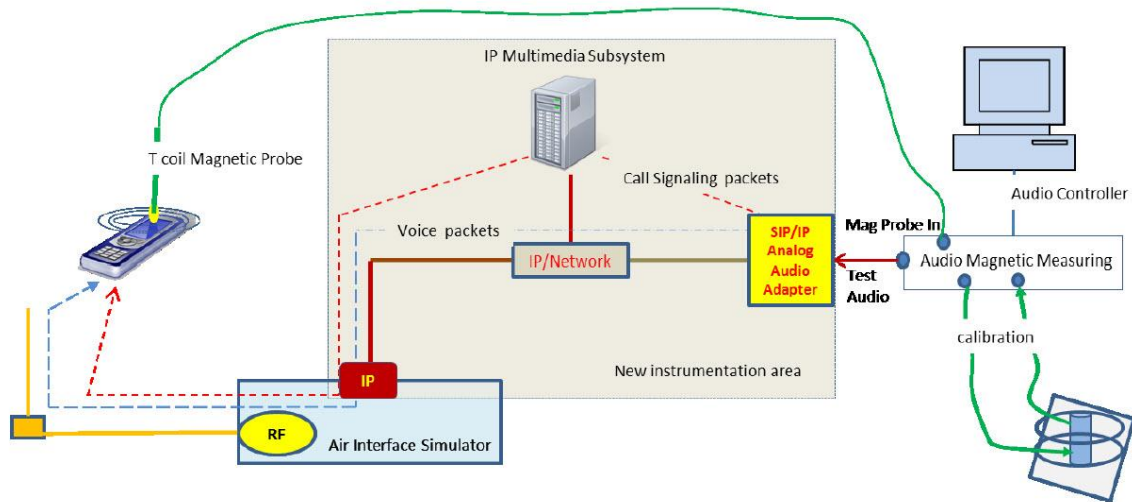 IP Multimedia Subsystem
T coil Magnetic Probe
Call Signaling packets
Audio Controller
Voice packets
IP/Network
SIP/IP
Analog
Audio
Adapter
Mag Probe In
Test
Audio
Audio Magnetic Measuring
calibration
New instrumentation area
IP
RF
Air Interface Simulator